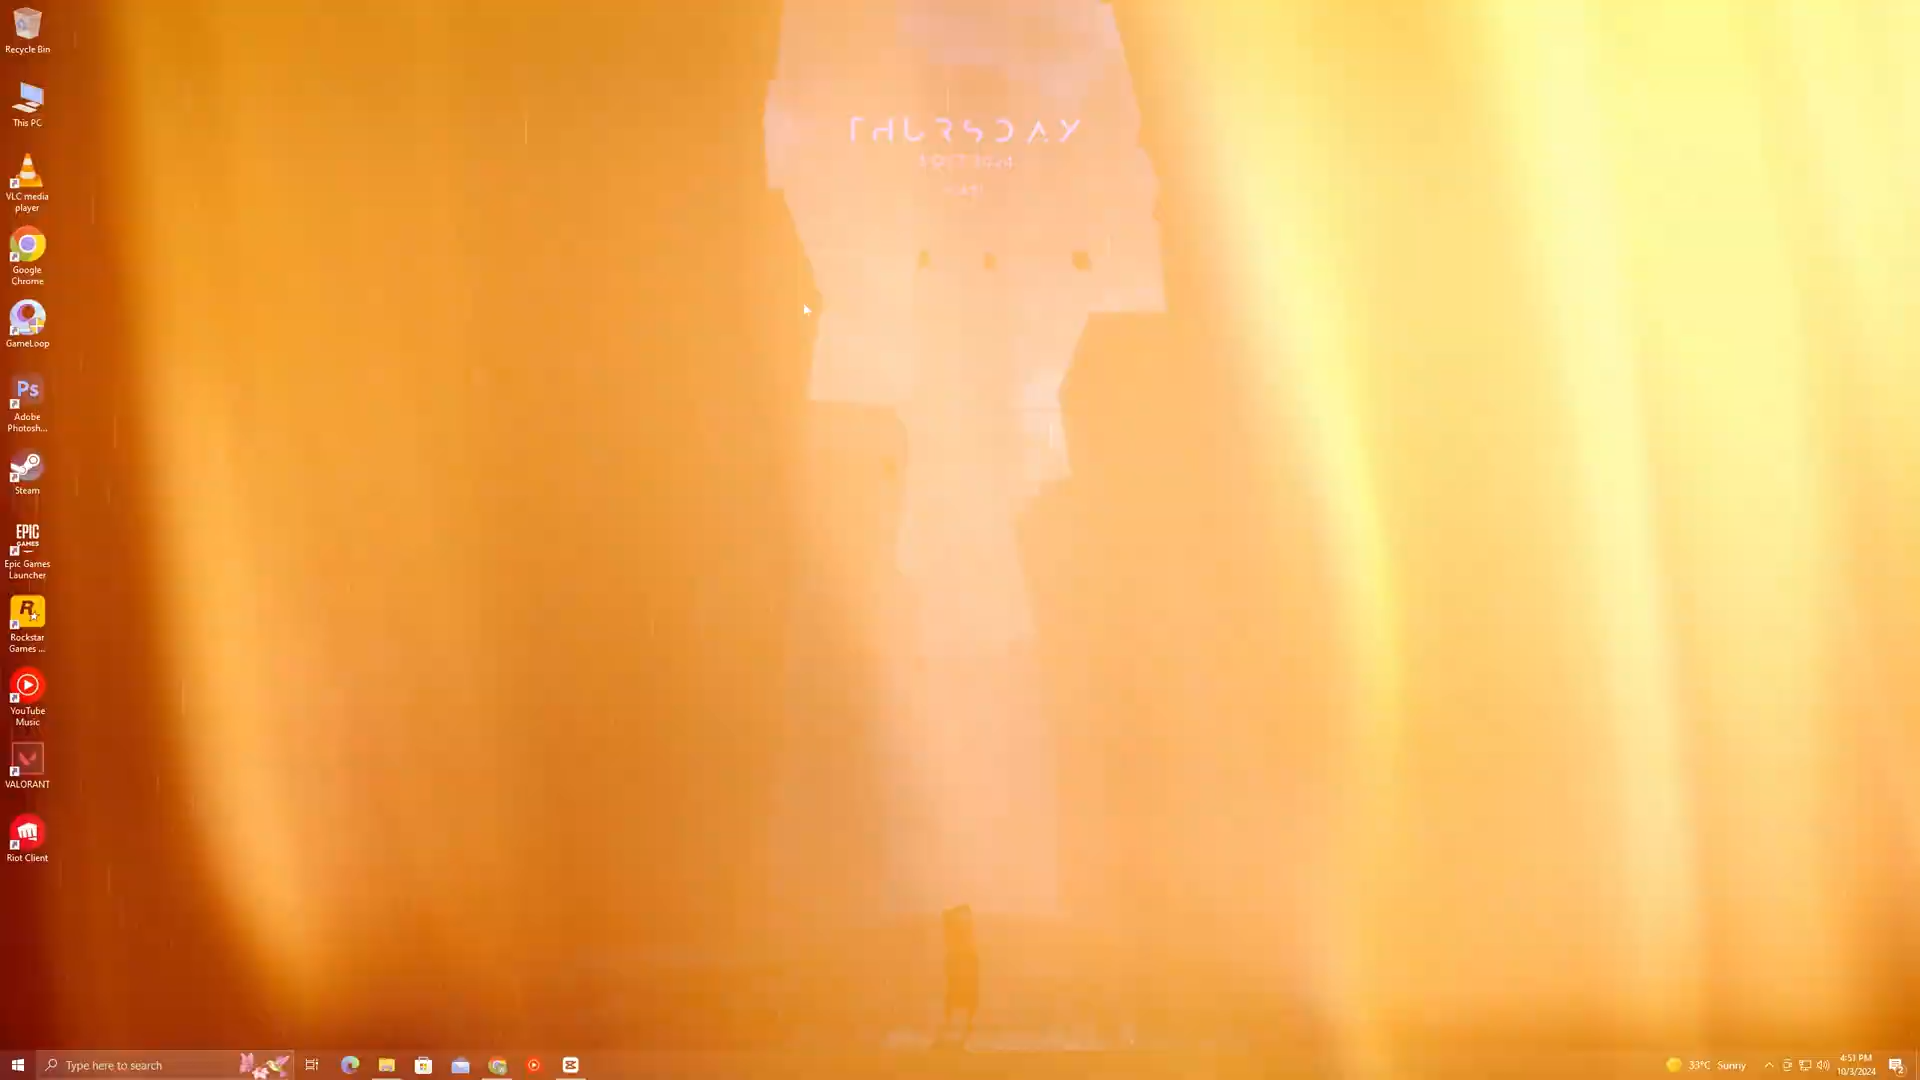 Recycle Bin
THURSDAY
This PC
VLC media
player
Google
Chrome
GameLoop
Ps
Adobe
Photosh...
Steam
EPIC
GAMES
Epic Games
Launcher
R
Rockstar
Games ...
YouTube
Music
VALORANT
Riot Client
Type here to search
33°C Sunny
4:51 PM
10/3/2024
2